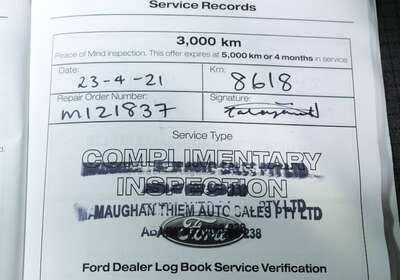 Service Records
3,000 km
Peace of Mind inspection. This offer expires at 5,000 km or 4 months in service
Date: Km:
23-4-21 8618
Repair Order Number: Signature:
M121837
Service Type
COMPLIMENTARY
INSPECTION
MAUGHAN THIEM AUTO SALES PTY LTD
Ford
Ford Dealer Log Book Service Verification